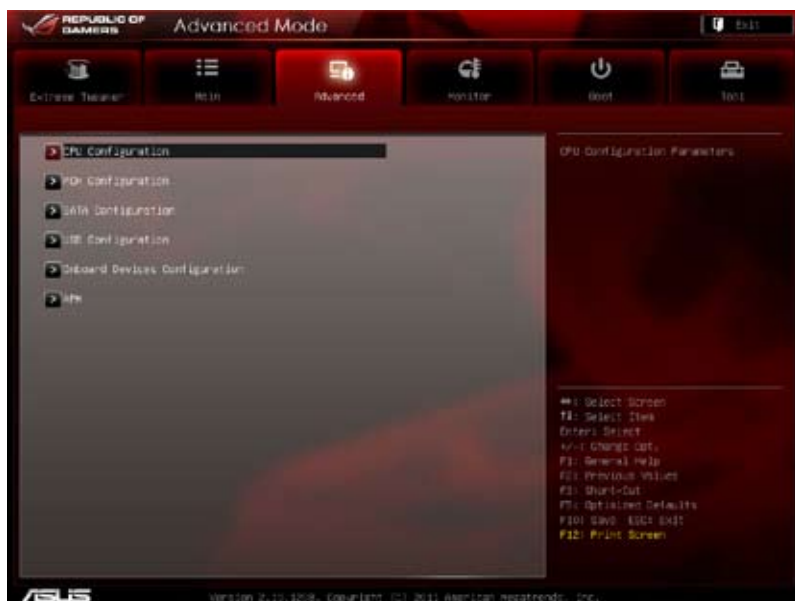 REPUBLIC OF
GAMERS
Advanced Mode
Exit
Extreme Tweaker
Main
Advanced
Monitor
Boot
Tool
CPU Configuration
PCH Configuration
SATA Configuration
USB Configuration
Onboard Devices Configuration
APM
CPU Configuration Parameters
: Select Screen
: Select Item
Enter: Select
+/-: Change Opt.
F1: General Help
F2: Previous Values
F3: Short-Cut
F5: Optimized Defaults
F10: Save ESC: Exit
F12: Print Screen
/ISUS
Version 2.10.1208. Copyright (C) 2011 American Megatrends, Inc.